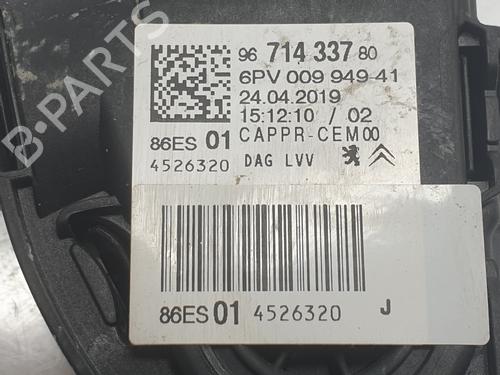 96 714 337 80
6PV 009 949-41
24.04.2019
15:12:10 / 02
86ES 01 CAPPR-CEM00
4526320 DAG LVV
86ES 01 4526320 J
B-Parts